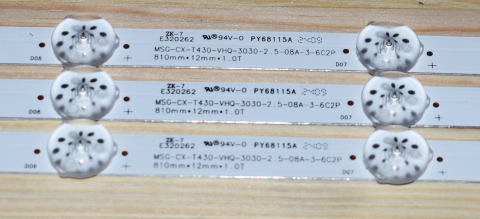 ZK-7
E320262 94V-0 PY68115A 2409
MSG-CX-T430-VHQ-3030-2.5-08A-3-6C2P
810mm*12mm*1.0T
D08 D07
ZK-7
E320262 94V-0 PY68115A 2409
MSG-CX-T430-VHQ-3030-2.5-08A-3-6C2P
810mm*12mm*1.0T
D08 D07
ZK-7
E320262 94V-0 PY68115A 2409
MSG-CX-T430-VHQ-3030-2.5-08A-3-6C2P
810mm*12mm*1.0T
D08 D07